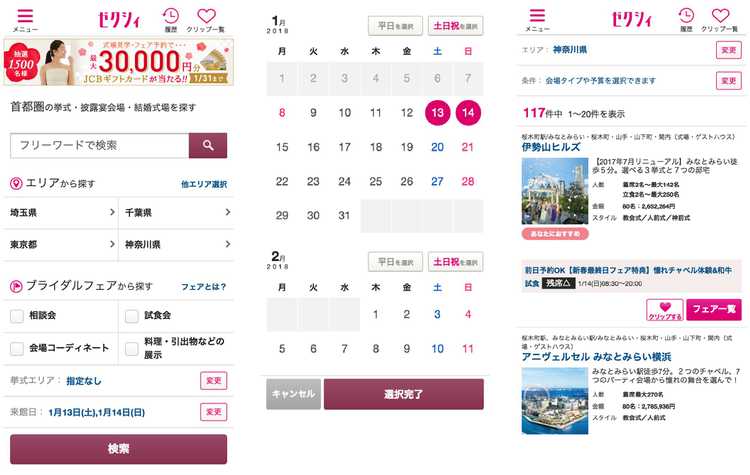 メニュー
ゼクシィ
履歴
クリップ一覧
抽選
1500
名様
式場見学・フェア予約で・・・
最大30,000円分
JCBギフトカードが当たる!!
1/31まで
首都圏の挙式・披露宴会場・結婚式場を探す
フリーワードで検索
エリアから探す
他エリア選択
埼玉県
千葉県
東京都
神奈川県
ブライダルフェアから探す
フェアとは?
相談会
試食会
会場コーディネート
料理・引出物などの
展示
挙式エリア: 指定なし
変更
来館日: 1月13日(土),1月14日(日)
変更
検索
1月
2018
平日を選択
土日祝を選択
月 火 水 木 金 土 日
1 2 3 4 5 6 7
8 9 10 11 12 13 14
15 16 17 18 19 20 21
22 23 24 25 26 27 28
29 30 31
2月
2018
平日を選択
土日祝を選択
月 火 水 木 金 土 日
1 2 3 4
5 6 7 8 9 10 11
キャンセル
選択完了
メニュー
ゼクシィ
履歴
クリップ一覧
エリア: 神奈川県
変更
条件: 会場タイプや予算を選択できます
変更
117件中 1〜20件を表示
桜木町駅/みなとみらい・桜木町・山手・山下町・関内(式場・ゲストハウス)
伊勢山ヒルズ
【2017年7月リニューアル】みなとみらい徒
歩5分。選べる3挙式と7つの邸宅
人数 着席2名〜最大142名
立食2名〜最大250名
金額 60名:2,652,264円
スタイル 教会式/人前式/神前式
あなたにおすすめ
前日予約OK【新春最終日フェア特典】憧れチャペル体験&和牛
試食 残席△ 1/14(日)08:30〜20:00
クリップする
フェア一覧
桜木町駅、みなとみらい駅/みなとみらい・桜木町・山手・山下町・関内(式
場・ゲストハウス)
アニヴェルセル みなとみらい横浜
みなとみらい駅徒歩7分。2つのチャペル、7
つのパーティ会場から憧れの舞台を選んで!
人数 着席最大270名
金額 80名:2,785,936円
スタイル 教会式/人前式